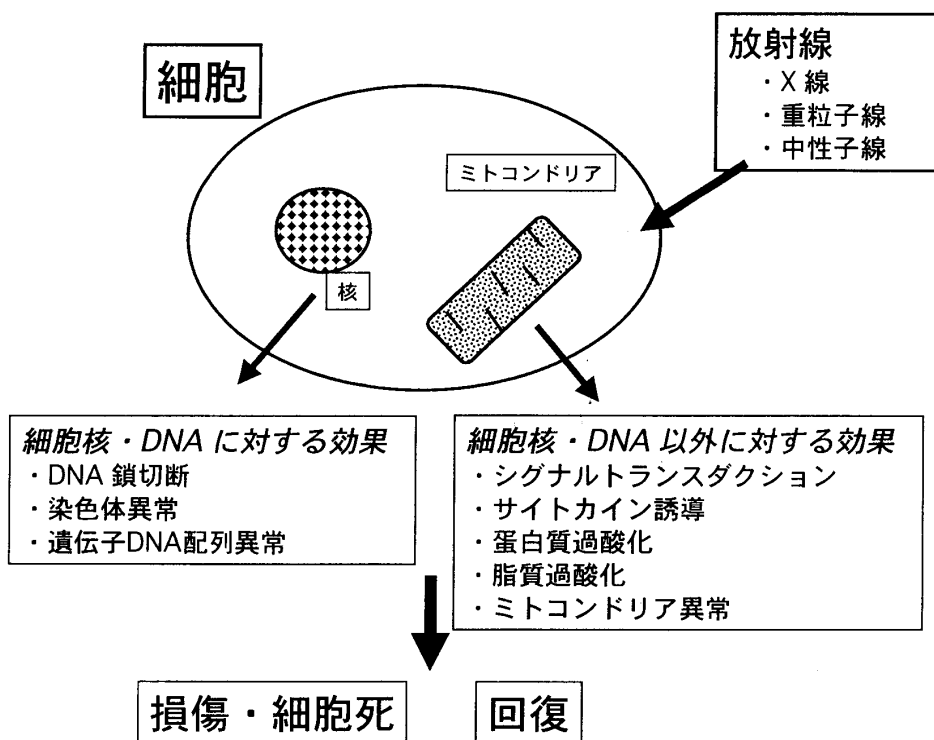 細胞
放射線
・X 線
・重粒子線
・中性子線
ミトコンドリア
核
細胞核・DNA に対する効果
・DNA 鎖切断
・染色体異常
・遺伝子DNA配列異常
細胞核・DNA 以外に対する効果
・シグナルトランスダクション
・サイトカイン誘導
・蛋白質過酸化
・脂質過酸化
・ミトコンドリア異常
損傷・細胞死
回復